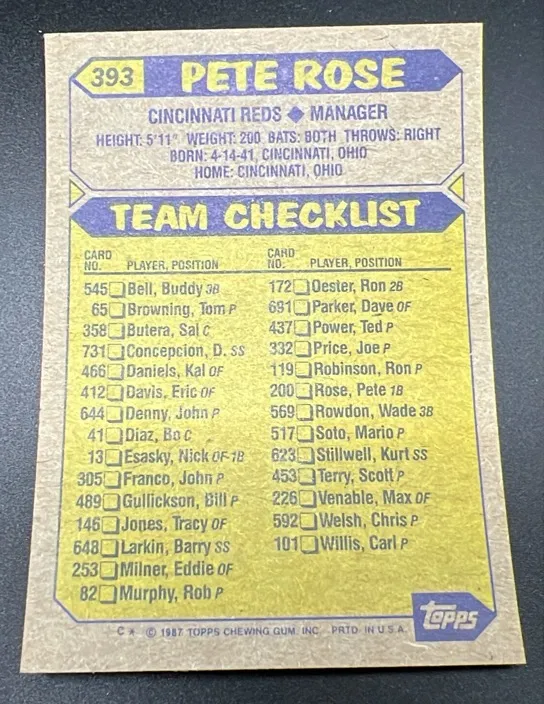 393 PETE ROSE
CINCINNATI REDS ◆ MANAGER
HEIGHT: 5'11" WEIGHT: 200 BATS: BOTH THROWS: RIGHT
BORN: 4-14-41, CINCINNATI, OHIO
HOME: CINCINNATI, OHIO
TEAM CHECKLIST
CARD NO. PLAYER, POSITION
545 Bell, Buddy 3B
65 Browning, Tom P
358 Butera, Sal C
731 Concepcion, D. SS
466 Daniels, Kal OF
412 Davis, Eric OF
644 Denny, John P
41 Diaz, Bo C
13 Esasky, Nick OF-1B
305 Franco, John P
489 Gullickson, Bill P
146 Jones, Tracy OF
648 Larkin, Barry SS
253 Milner, Eddie OF
82 Murphy, Rob P
CARD NO. PLAYER, POSITION
172 Oester, Ron 2B
691 Parker, Dave OF
437 Power, Ted P
332 Price, Joe P
119 Robinson, Ron P
200 Rose, Pete 1B
569 Rowdon, Wade 3B
517 Soto, Mario P
623 Stillwell, Kurt SS
453 Terry, Scott P
226 Venable, Max OF
592 Welsh, Chris P
101 Willis, Carl P
topps
C* © 1987 TOPPS CHEWING GUM, INC. PRTD. IN U.S.A.